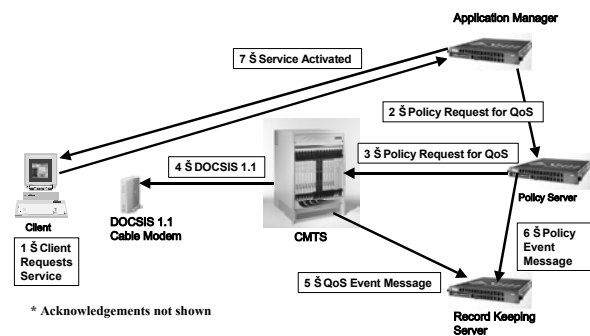 Application Manager
7 Š Service Activated
2 Š Policy Request for QoS
3 Š Policy Request for QoS
4 Š DOCSIS 1.1
Client
DOCSIS 1.1
Cable Modem
CMTS
Policy Server
1 Š Client
Requests
Service
6 Š Policy
Event
Message
5 Š QoS Event Message
* Acknowledgements not shown
Record Keeping
Server